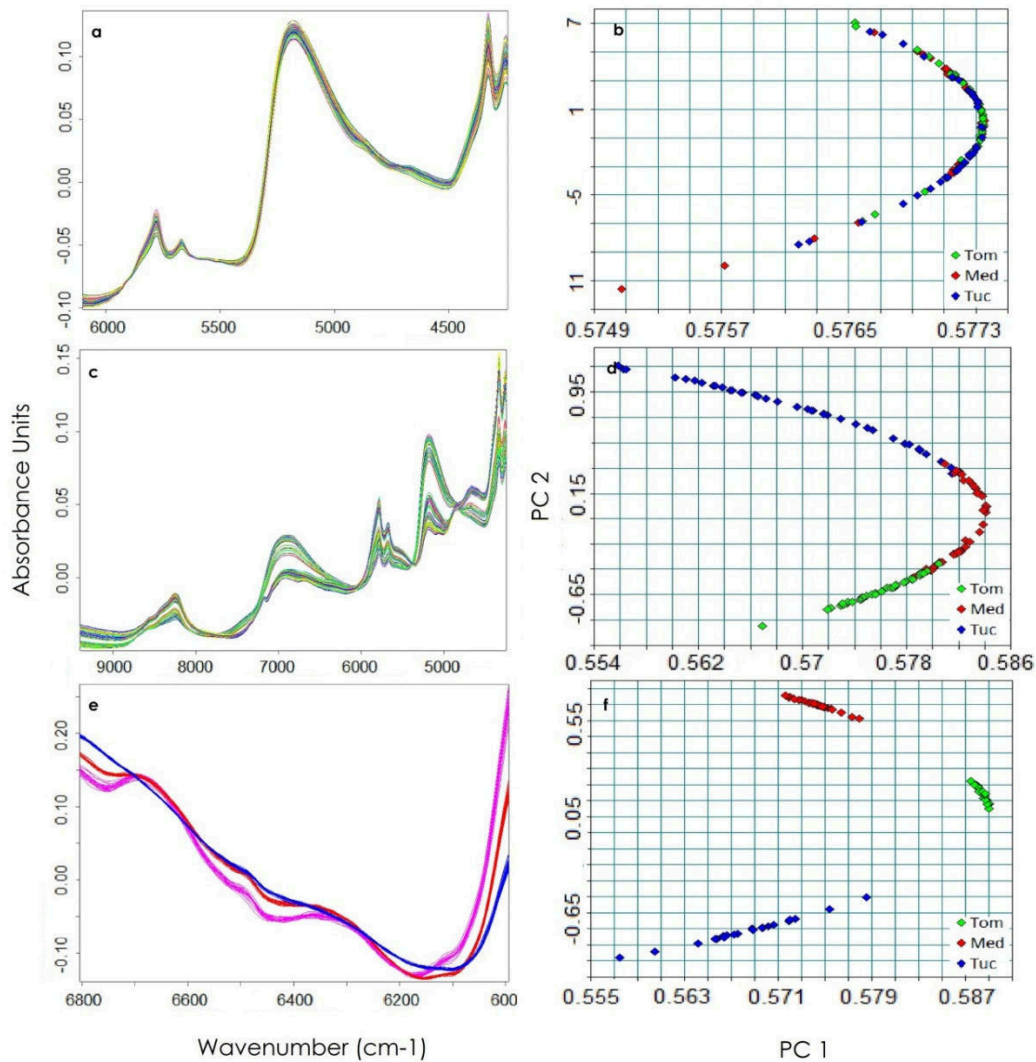 a
0.10
0.05
0.00
-0.05
-0.10
6000 5500 5000 4500
b
7
1
-5
11
Tom
Med
Tuc
0.5749 0.5757 0.5765 0.5773
c
0.15
0.10
0.05
0.00
9000 8000 7000 6000 5000
Absorbance Units
d
0.95
0.15
-0.65
Tom
Med
Tuc
0.554 0.562 0.57 0.578 0.586
PC 2
e
0.20
0.10
0.00
-0.10
6800 6600 6400 6200 600
f
0.55
0.05
-0.65
Tom
Med
Tuc
0.555 0.563 0.571 0.579 0.587
Wavenumber (cm-1)
PC 1